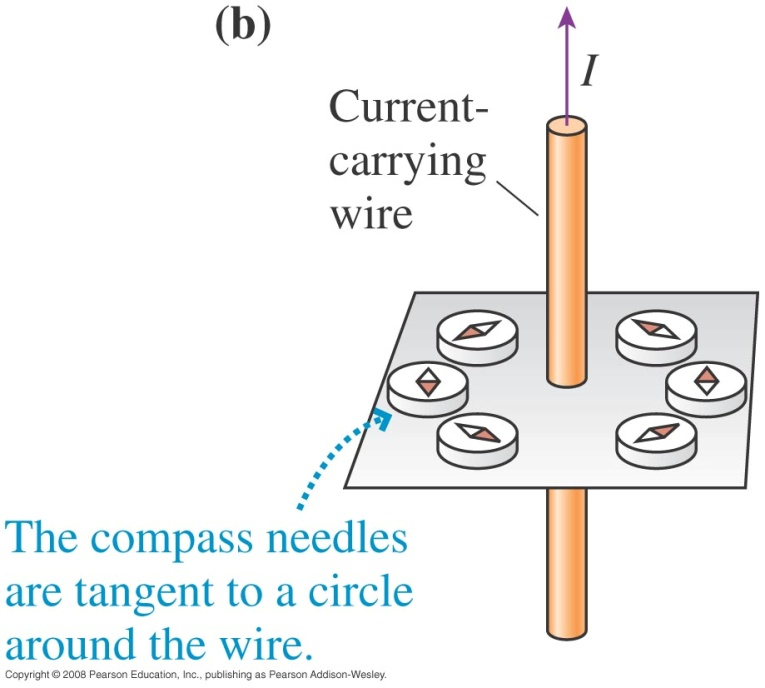 (b)
I
Current-
carrying
wire
The compass needles
are tangent to a circle
around the wire.
Copyright © 2008 Pearson Education, Inc., publishing as Pearson Addison-Wesley.